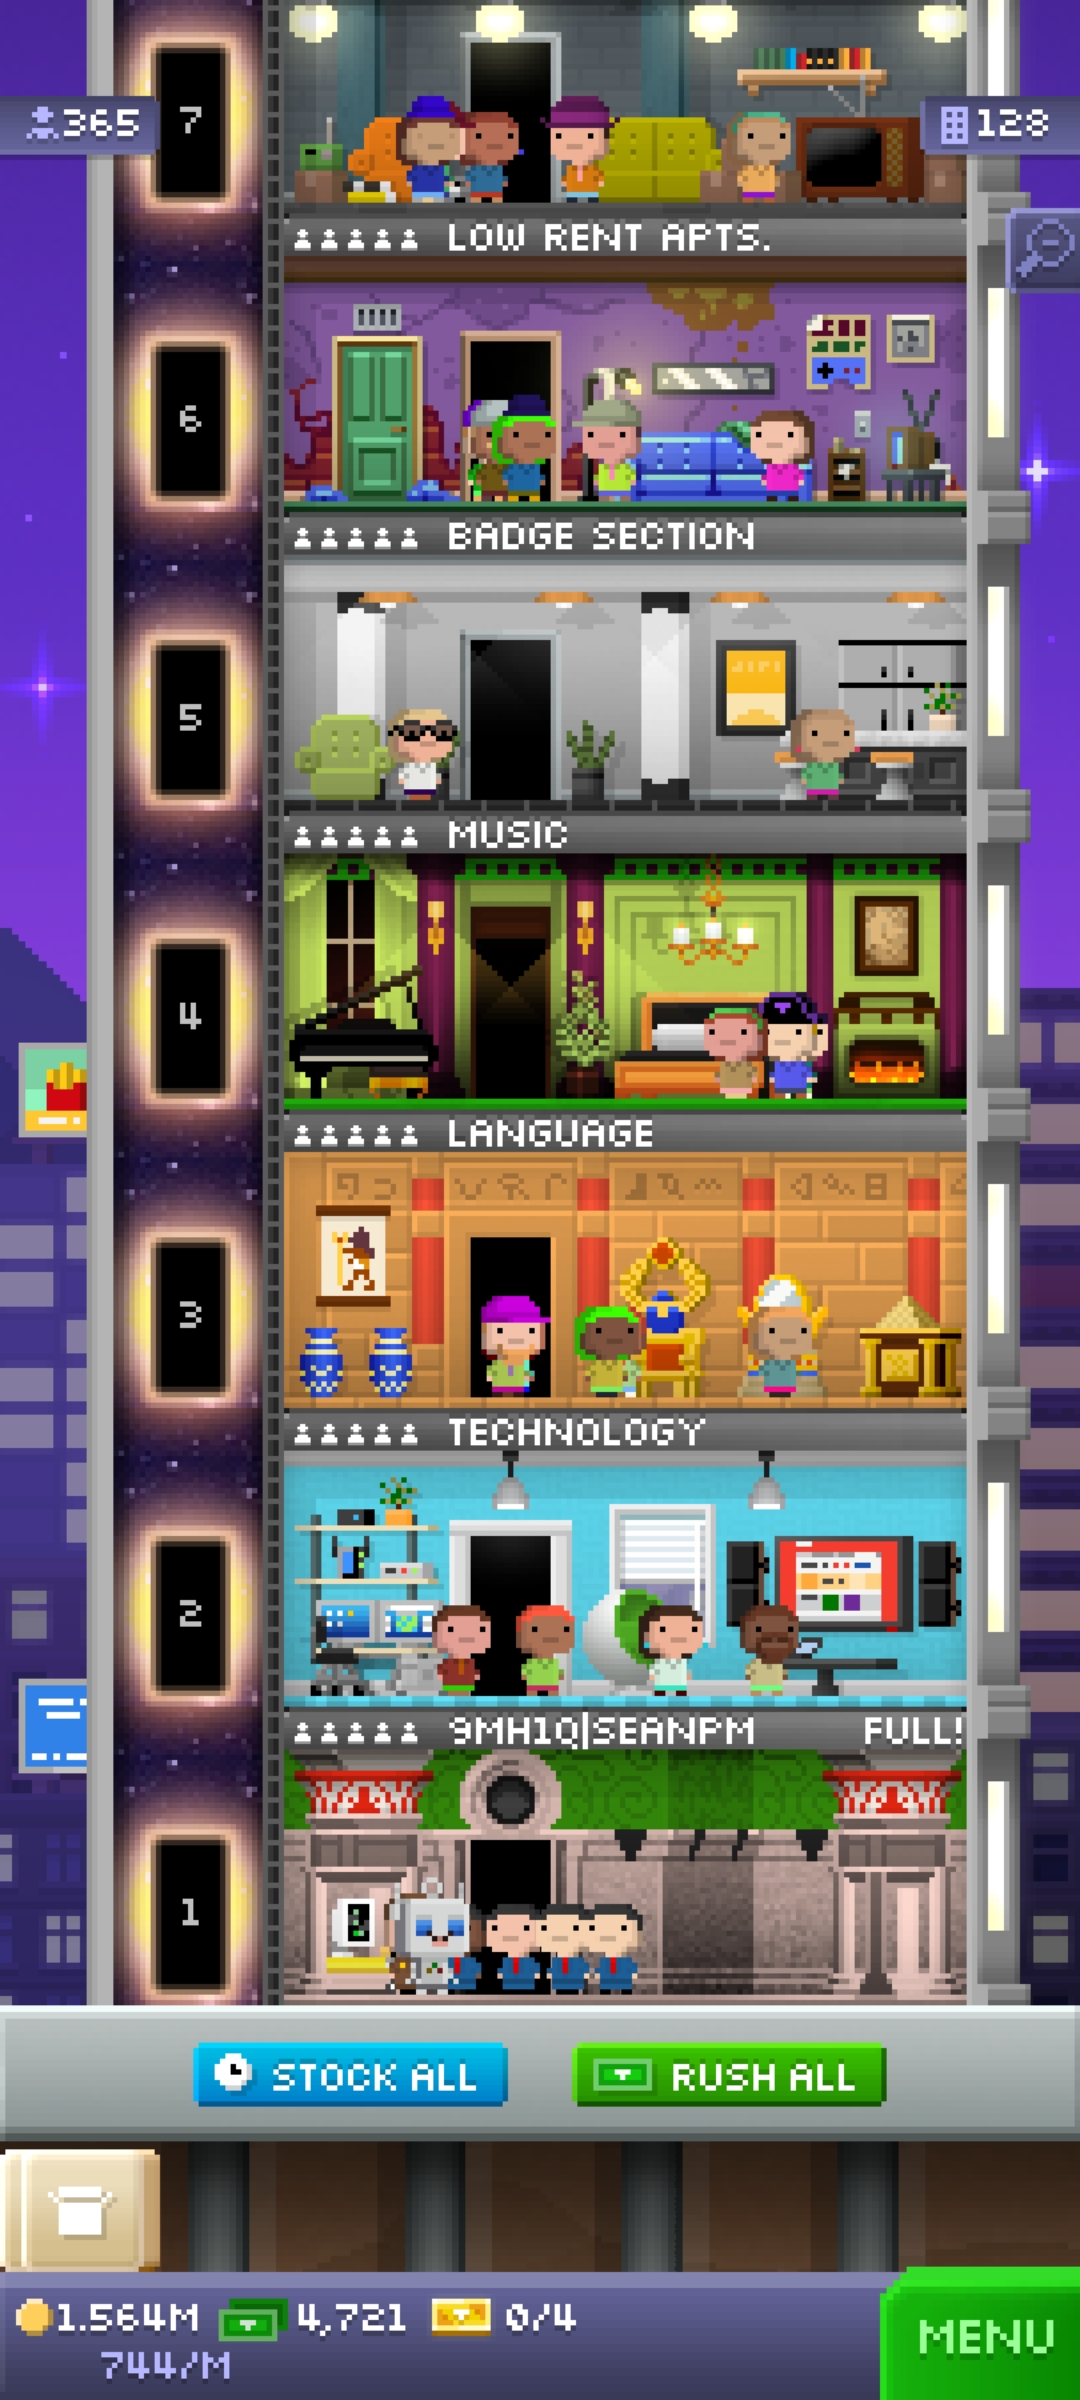 7
365
128
LOW RENT APTS.
6
BADGE SECTION
5
MUSIC
4
LANGUAGE
3
TECHNOLOGY
2
9MH1Q|SEANPM FULL!
1
STOCK ALL
RUSH ALL
1.564M 4,721 0/4
744/M
MENU